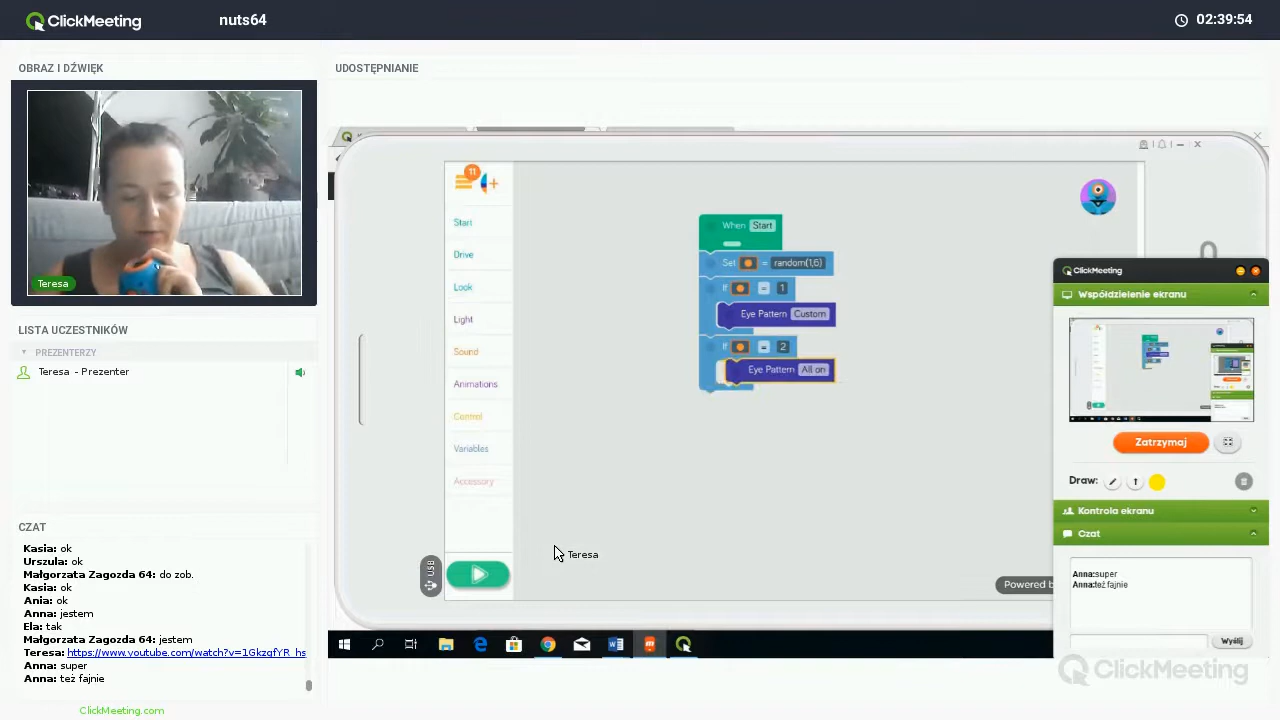 ClickMeeting
nuts64
02:39:54
OBRAZ I DŹWIĘK
UDOSTĘPNIANIE
Teresa
LISTA UCZESTNIKÓW
PREZENTERZY
Teresa - Prezenter
CZAT
Kasia: ok
Urszula: ok
Małgorzata Zagozda 64: do zob.
Kasia: ok
Ania: ok
Anna: jestem
Ela: tak
Małgorzata Zagozda 64: jestem
Teresa: https://www.youtube.com/watch?v=1GkzgfYR_hs
Anna: super
Anna: też fajnie
ClickMeeting.com
11
Start
Drive
Look
Light
Sound
Animations
Control
Variables
Accessory
When Start
Set = random(1,6)
If = 1
Eye Pattern Custom
If = 2
Eye Pattern All on
Teresa
USB
Powered b
ClickMeeting
Współdzielenie ekranu
Zatrzymaj
Draw:
Kontrola ekranu
Czat
Anna:super
Anna:też fajnie
Wyślij
ClickMeeting